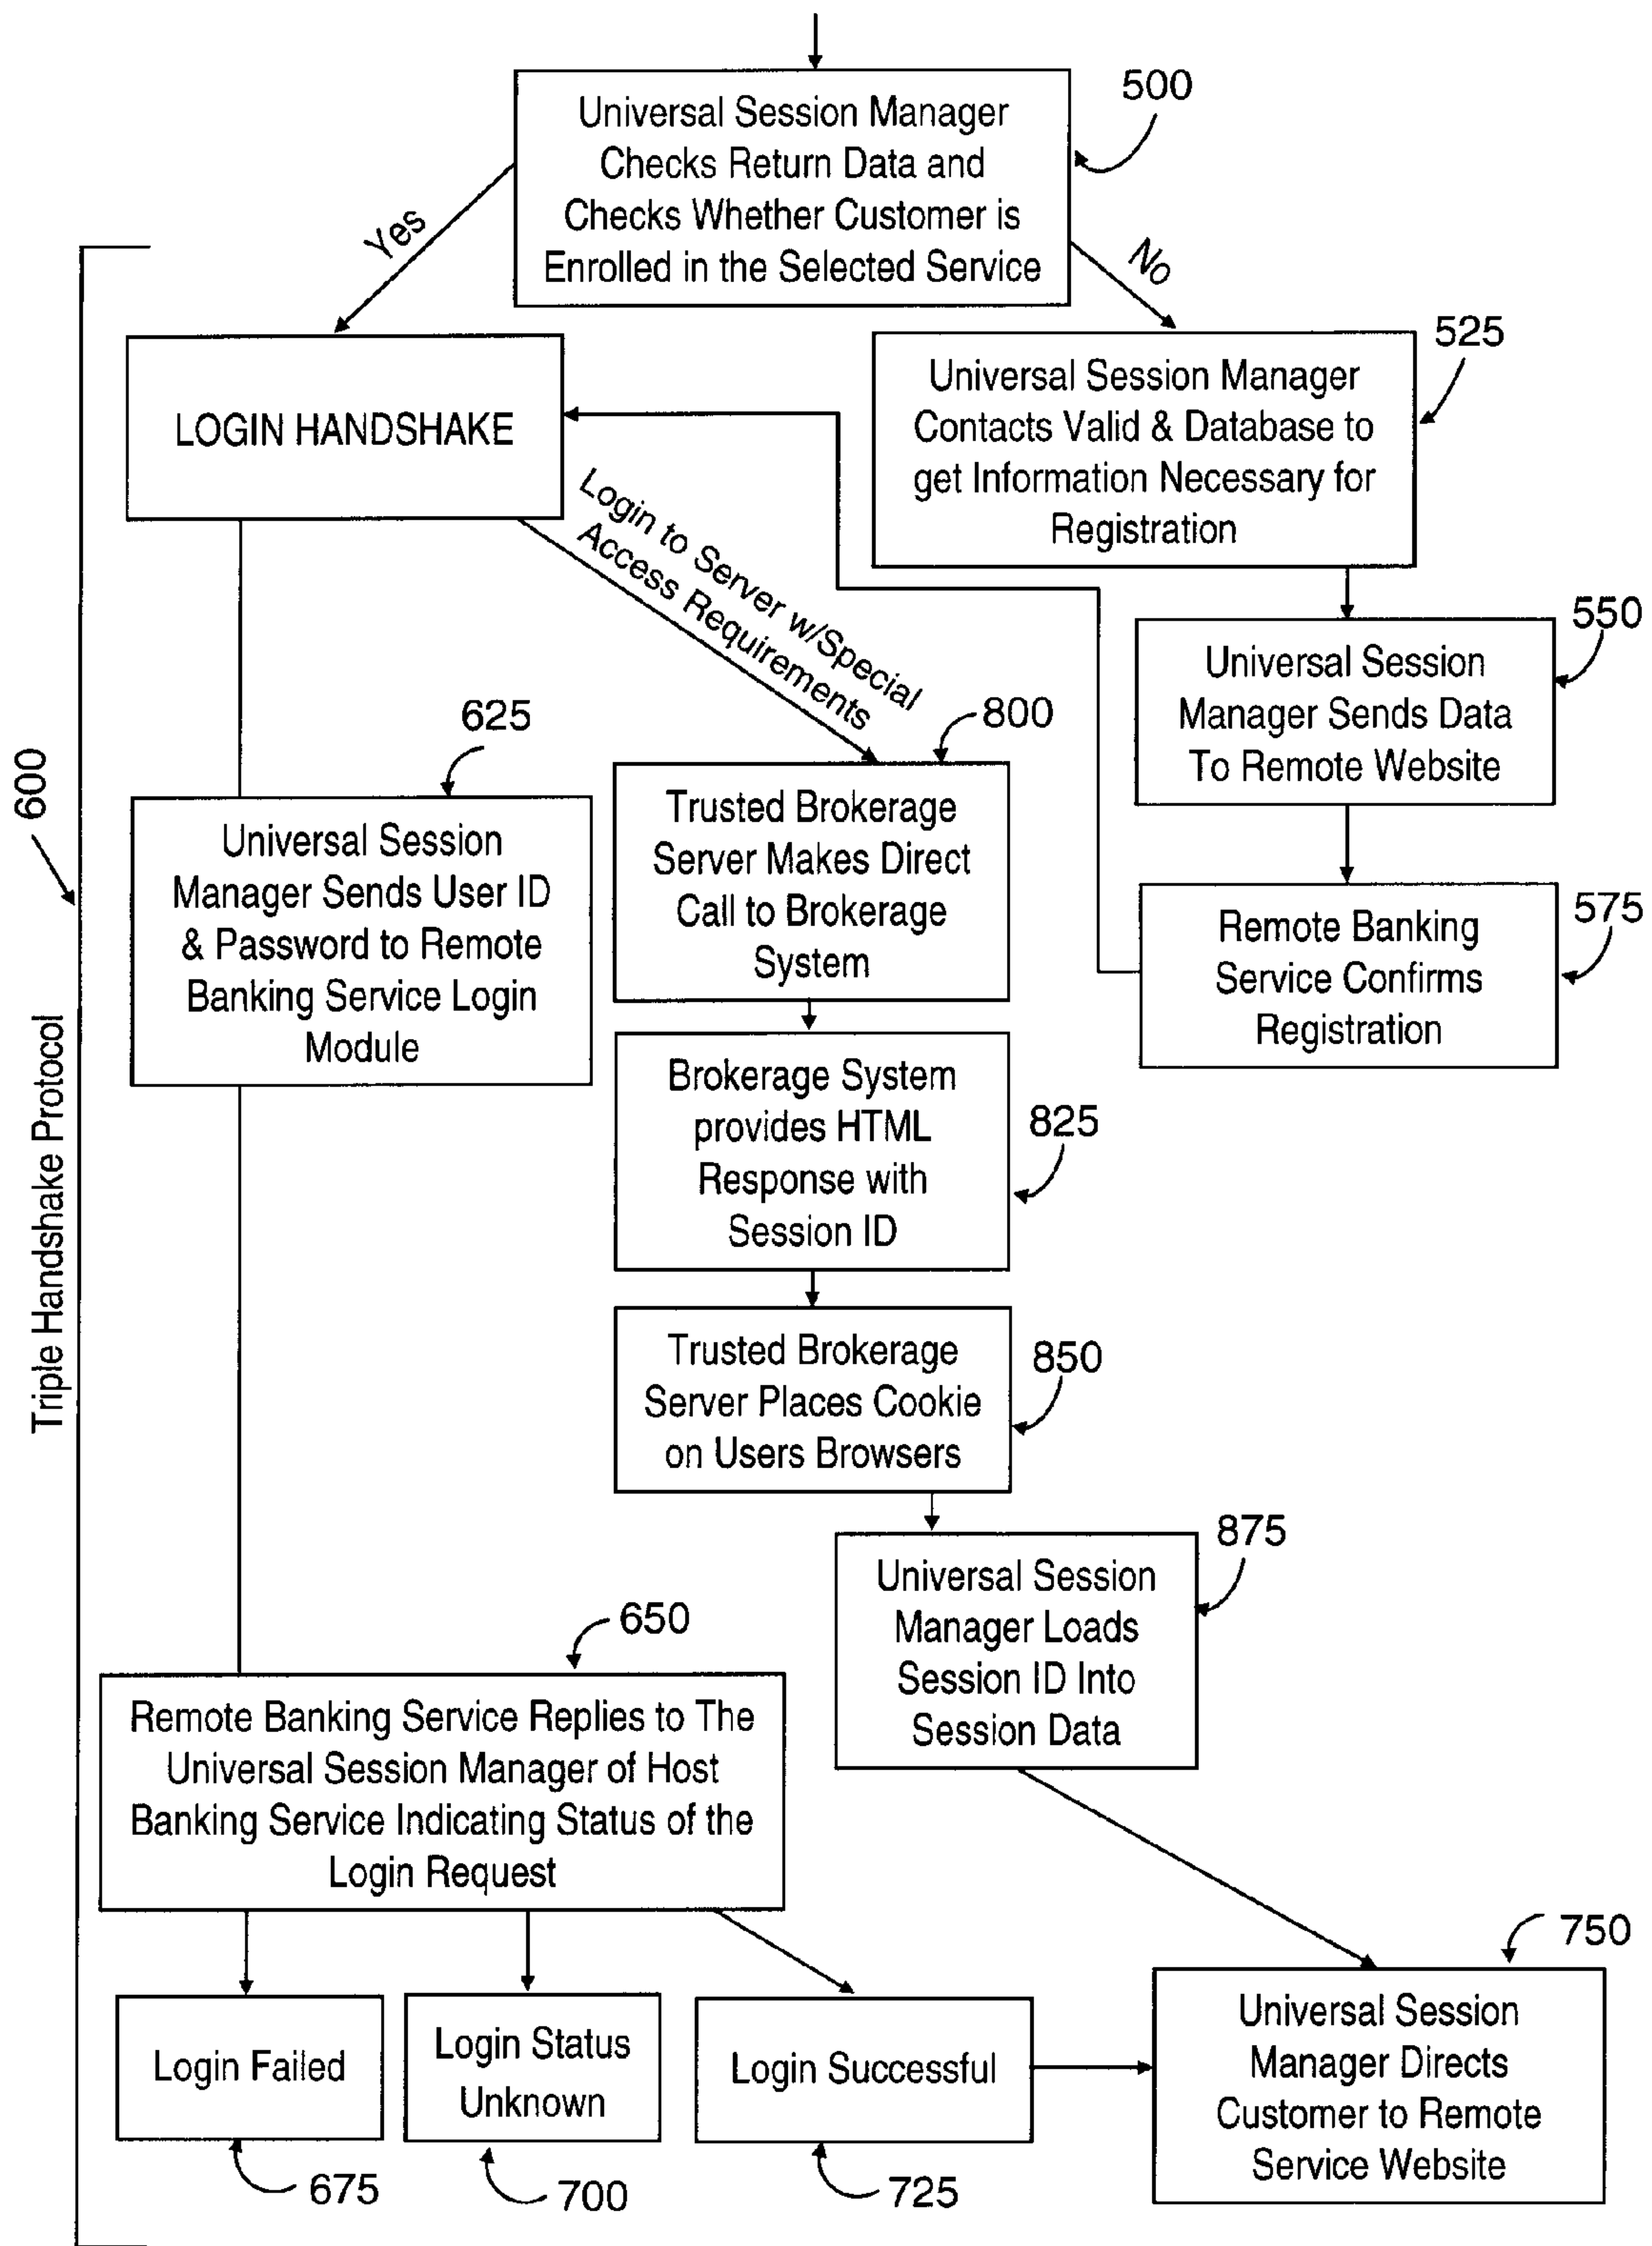 500
Universal Session Manager
Checks Return Data and
Checks Whether Customer is
Enrolled in the Selected Service
Yes
No
LOGIN HANDSHAKE
525
Universal Session Manager
Contacts Valid & Database to
get Information Necessary for
Registration
Login to Server w/Special
Access Requirements
550
Universal Session
Manager Sends Data
To Remote Website
575
Remote Banking
Service Confirms
Registration
600
Triple Handshake Protocol
625
Universal Session
Manager Sends User ID
& Password to Remote
Banking Service Login
Module
800
Trusted Brokerage
Server Makes Direct
Call to Brokerage
System
825
Brokerage System
provides HTML
Response with
Session ID
850
Trusted Brokerage
Server Places Cookie
on Users Browsers
875
Universal Session
Manager Loads
Session ID Into
Session Data
650
Remote Banking Service Replies to The
Universal Session Manager of Host
Banking Service Indicating Status of the
Login Request
Login Failed
675
Login Status
Unknown
700
Login Successful
725
750
Universal Session
Manager Directs
Customer to Remote
Service Website